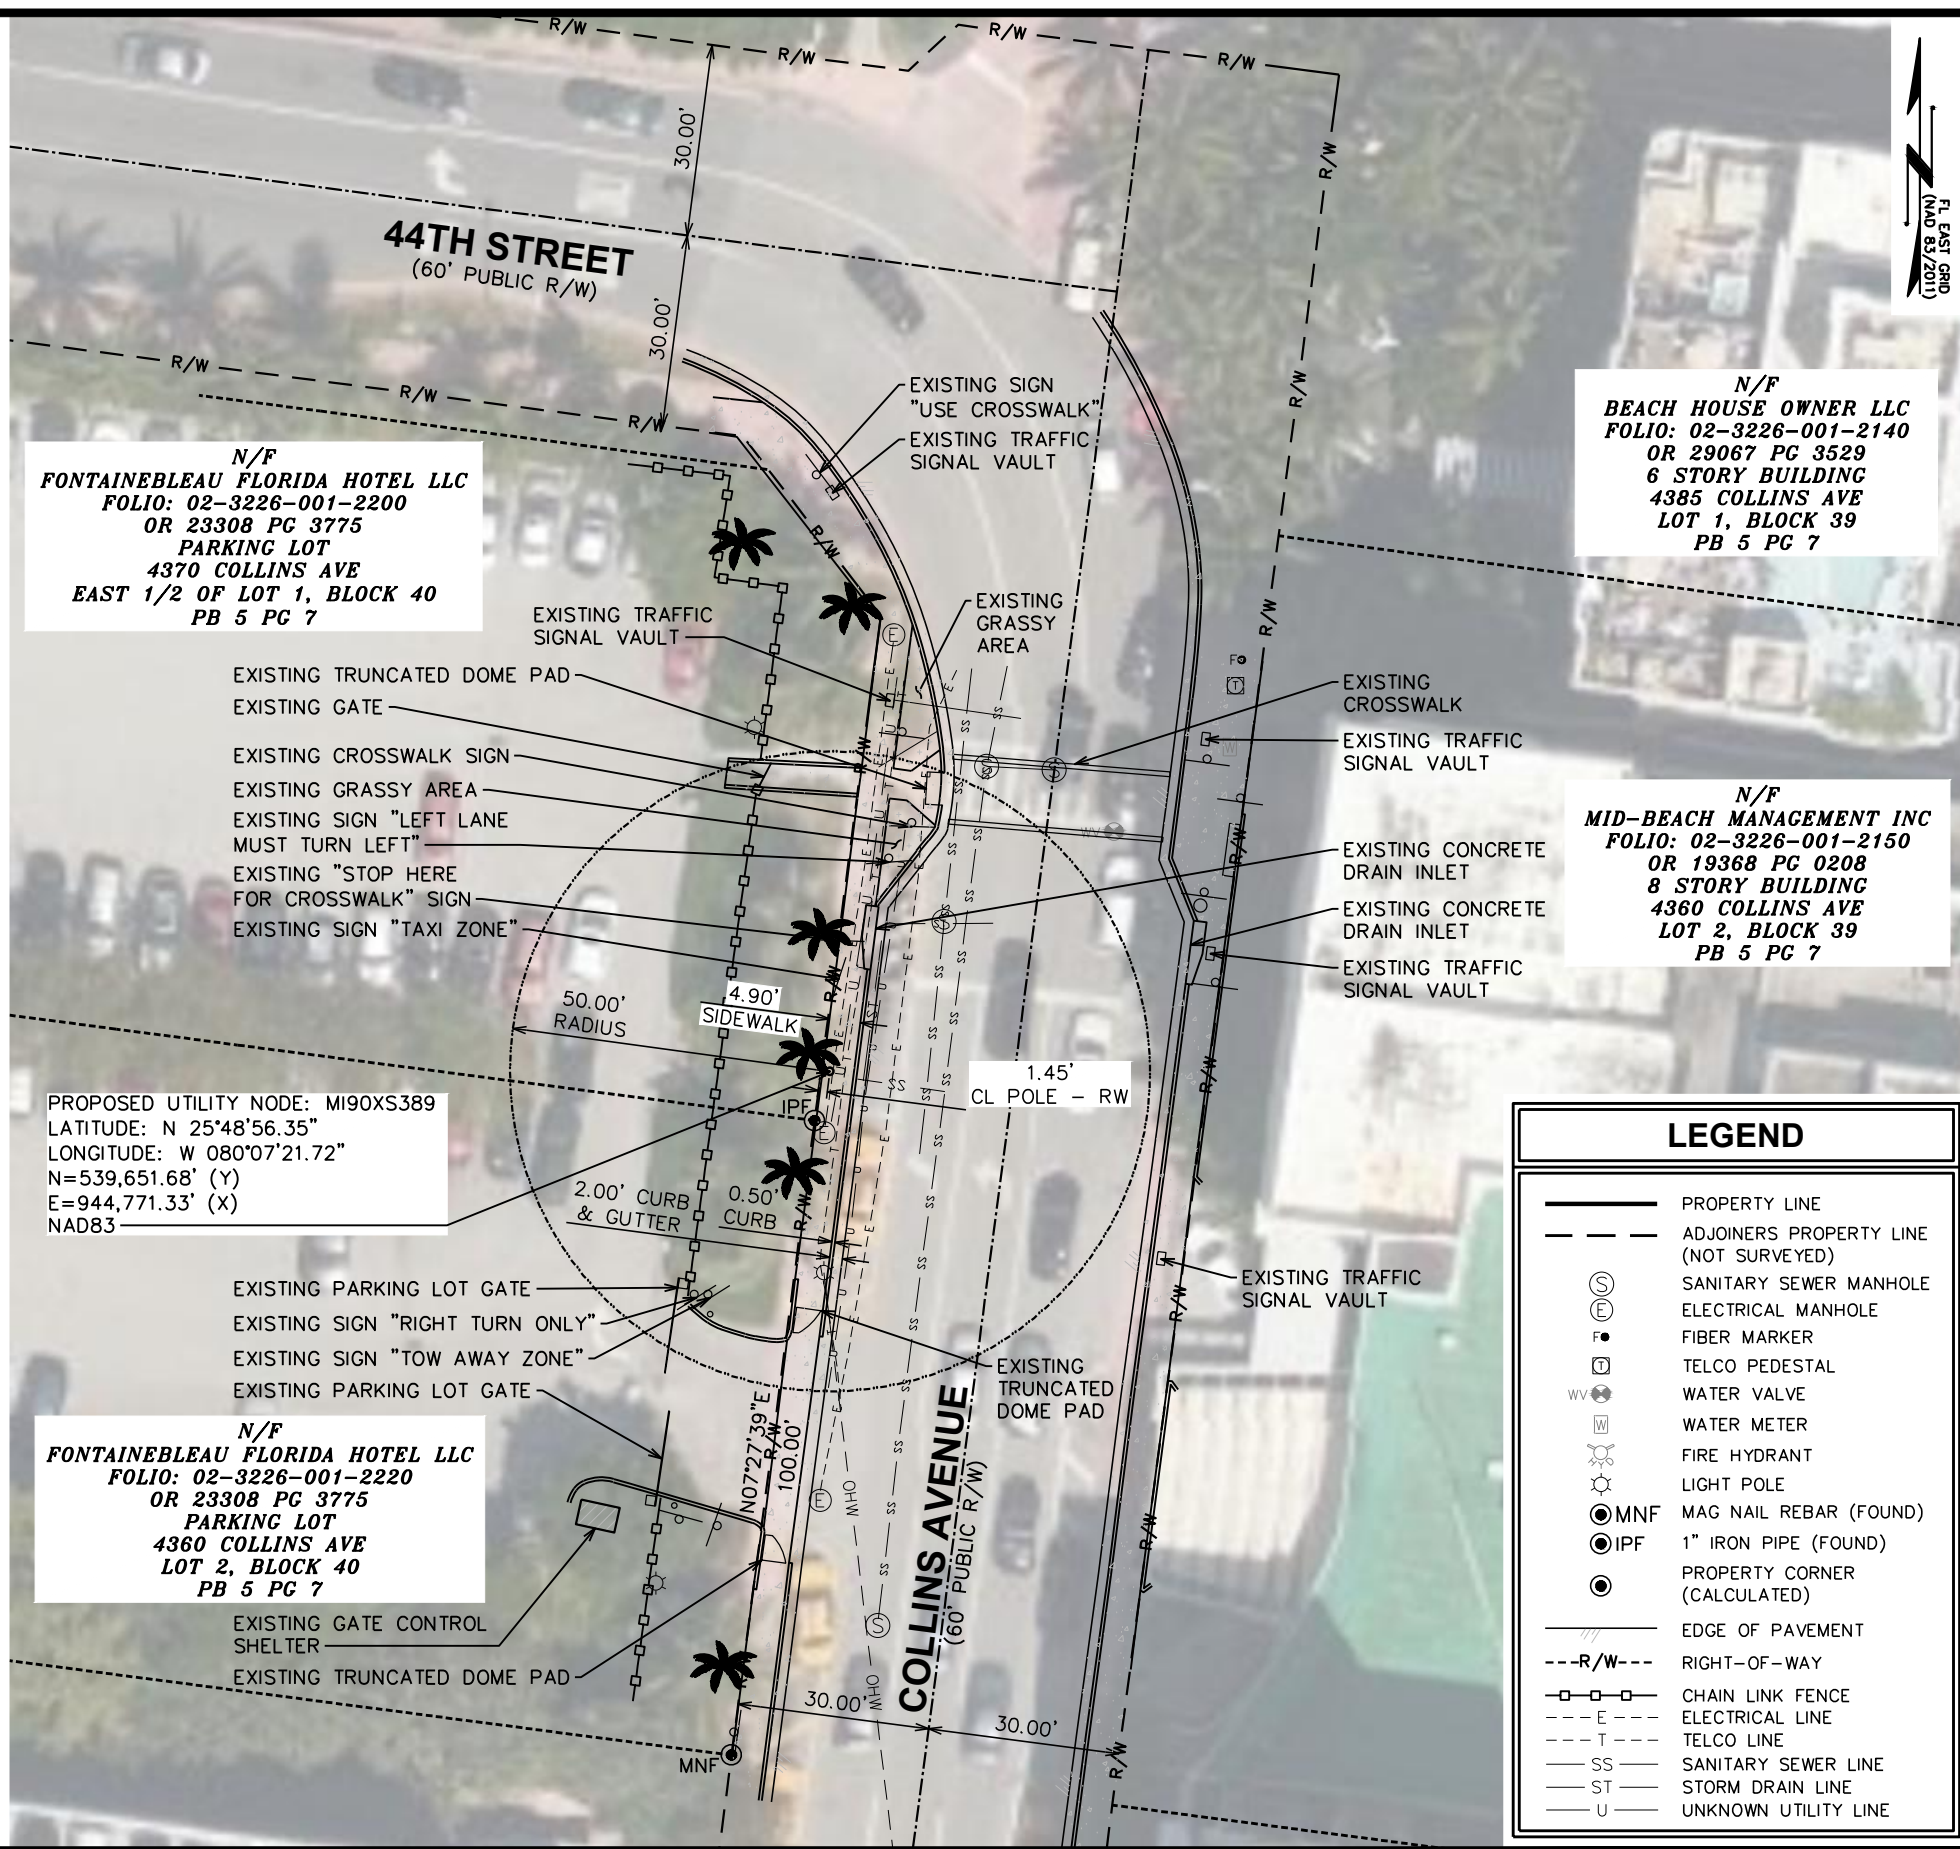 R/W
R/W
R/W
R/W
FL EAST GRID
(NAD 83/2011)
30.00'
R/W
44TH STREET
(60' PUBLIC R/W)
30.00'
R/W
R/W
R/W
R/W
EXISTING SIGN
"USE CROSSWALK"
EXISTING TRAFFIC
SIGNAL VAULT
N/F
BEACH HOUSE OWNER LLC
FOLIO: 02-3226-001-2140
OR 29067 PG 3529
6 STORY BUILDING
4385 COLLINS AVE
LOT 1, BLOCK 39
PB 5 PG 7
N/F
FONTAINEBLEAU FLORIDA HOTEL LLC
FOLIO: 02-3226-001-2200
OR 23308 PG 3775
PARKING LOT
4370 COLLINS AVE
EAST 1/2 OF LOT 1, BLOCK 40
PB 5 PG 7
R/W
EXISTING TRAFFIC
SIGNAL VAULT
EXISTING
GRASSY
AREA
R/W
E
E
F
T
EXISTING TRUNCATED DOME PAD
EXISTING GATE
EXISTING CROSSWALK SIGN
EXISTING GRASSY AREA
EXISTING SIGN "LEFT LANE
MUST TURN LEFT"
EXISTING "STOP HERE
FOR CROSSWALK" SIGN
EXISTING SIGN "TAXI ZONE"
R/W
SS
SS
S
S
W
WV
R/W
EXISTING
CROSSWALK
EXISTING TRAFFIC
SIGNAL VAULT
EXISTING CONCRETE
DRAIN INLET
EXISTING CONCRETE
DRAIN INLET
EXISTING TRAFFIC
SIGNAL VAULT
N/F
MID-BEACH MANAGEMENT INC
FOLIO: 02-3226-001-2150
OR 19368 PG 0208
8 STORY BUILDING
4360 COLLINS AVE
LOT 2, BLOCK 39
PB 5 PG 7
50.00'
RADIUS
4.90'
SIDEWALK
R/W
ST
SS
1.45'
CL POLE - RW
R/W
IPF
E
PROPOSED UTILITY NODE: MI90XS389
LATITUDE: N 25°48'56.35"
LONGITUDE: W 080°07'21.72"
N=539,651.68' (Y)
E=944,771.33' (X)
NAD83
2.00' CURB
& GUTTER
0.50'
CURB
R/W
EXISTING PARKING LOT GATE
EXISTING SIGN "RIGHT TURN ONLY"
EXISTING SIGN "TOW AWAY ZONE"
EXISTING PARKING LOT GATE
EXISTING TRAFFIC
SIGNAL VAULT
R/W
EXISTING
TRUNCATED
DOME PAD
N07°27'39"E
100.00'
R/W
N/F
FONTAINEBLEAU FLORIDA HOTEL LLC
FOLIO: 02-3226-001-2220
OR 23308 PG 3775
PARKING LOT
4360 COLLINS AVE
LOT 2, BLOCK 40
PB 5 PG 7
EXISTING GATE CONTROL
SHELTER
EXISTING TRUNCATED DOME PAD
E
OHW
S
OHW
COLLINS AVENUE
(60' PUBLIC R/W)
R/W
30.00'
30.00'
R/W
MNF
LEGEND
PROPERTY LINE
ADJOINERS PROPERTY LINE
(NOT SURVEYED)
S SANITARY SEWER MANHOLE
E ELECTRICAL MANHOLE
F FIBER MARKER
T TELCO PEDESTAL
WV WATER VALVE
W WATER METER
FIRE HYDRANT
LIGHT POLE
MNF MAG NAIL REBAR (FOUND)
IPF 1" IRON PIPE (FOUND)
PROPERTY CORNER
(CALCULATED)
EDGE OF PAVEMENT
---R/W--- RIGHT-OF-WAY
CHAIN LINK FENCE
E ELECTRICAL LINE
T TELCO LINE
SS SANITARY SEWER LINE
ST STORM DRAIN LINE
U UNKNOWN UTILITY LINE